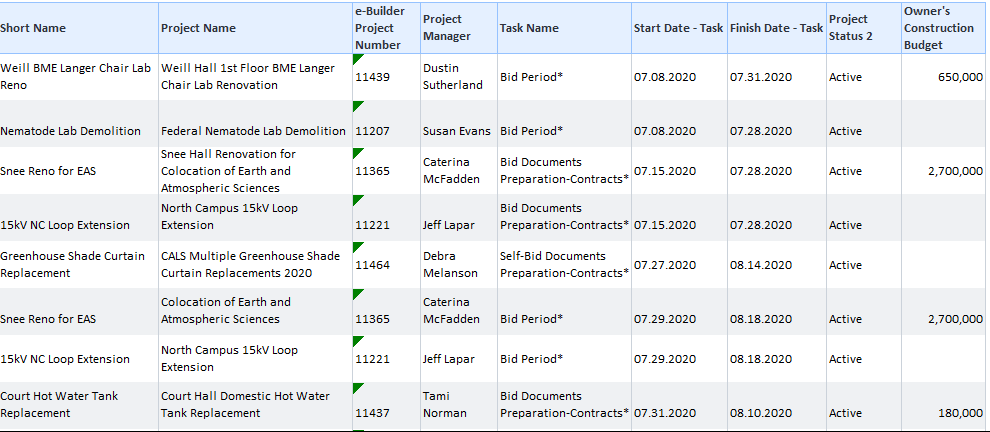 Short Name Project Name e-Builder Project Number Project Manager Task Name Start Date - Task Finish Date - Task Project Status 2 Owner's Construction Budget
Weill BME Langer Chair Lab Reno Weill Hall 1st Floor BME Langer Chair Lab Renovation 11439 Dustin Sutherland Bid Period* 07.08.2020 07.31.2020 Active 650,000
Nematode Lab Demolition Federal Nematode Lab Demolition 11207 Susan Evans Bid Period* 07.08.2020 07.28.2020 Active
Snee Reno for EAS Snee Hall Renovation for Colocation of Earth and Atmospheric Sciences 11365 Caterina McFadden Bid Documents Preparation-Contracts* 07.15.2020 07.28.2020 Active 2,700,000
15kV NC Loop Extension North Campus 15kV Loop Extension 11221 Jeff Lapar Bid Documents Preparation-Contracts* 07.15.2020 07.28.2020 Active
Greenhouse Shade Curtain Replacement CALS Multiple Greenhouse Shade Curtain Replacements 2020 11464 Debra Melanson Self-Bid Documents Preparation-Contracts* 07.27.2020 08.14.2020 Active
Snee Reno for EAS Colocation of Earth and Atmospheric Sciences 11365 Caterina McFadden Bid Period* 07.29.2020 08.18.2020 Active 2,700,000
15kV NC Loop Extension North Campus 15kV Loop Extension 11221 Jeff Lapar Bid Period* 07.29.2020 08.18.2020 Active
Court Hot Water Tank Replacement Court Hall Domestic Hot Water Tank Replacement 11437 Tami Norman Bid Documents Preparation-Contracts* 07.31.2020 08.10.2020 Active 180,000